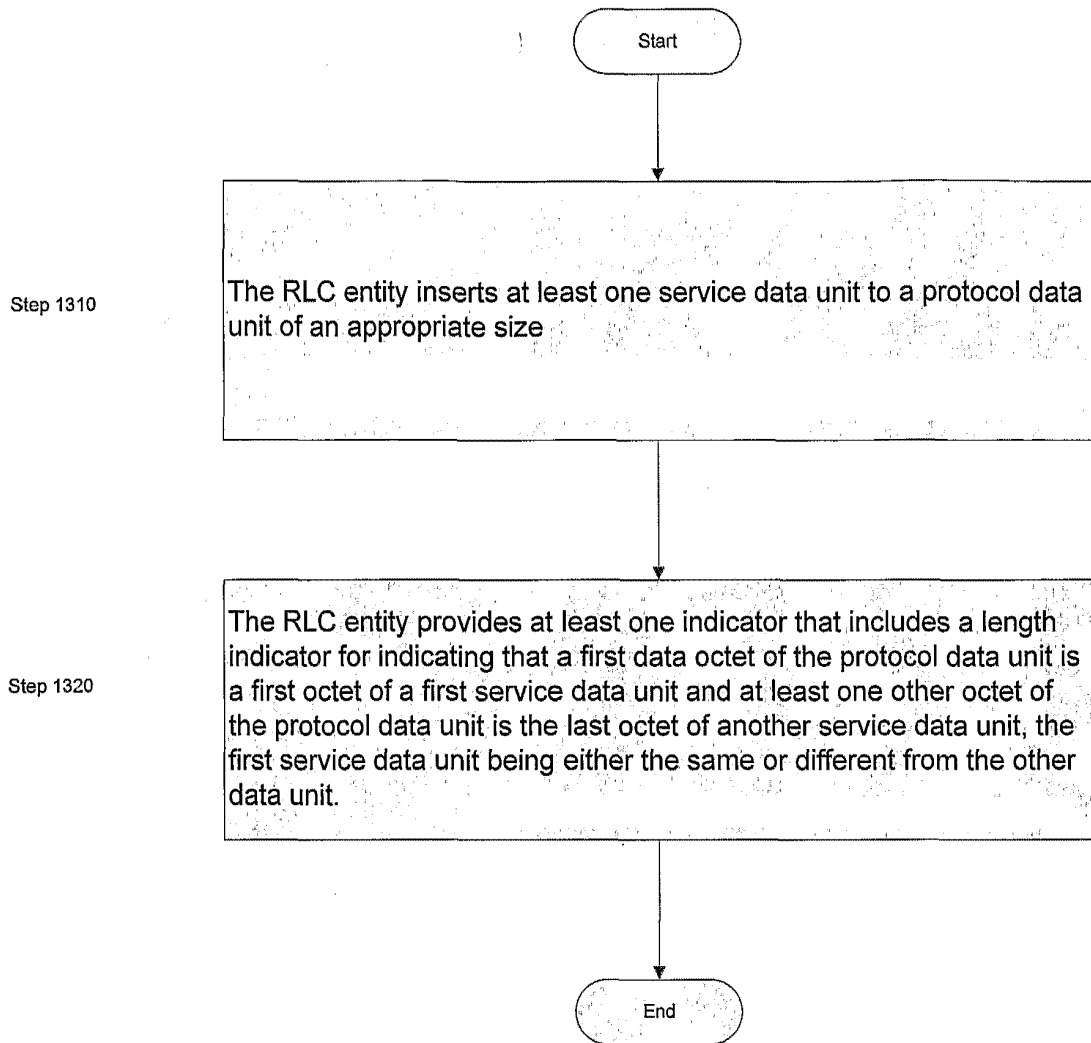 Start
Step 1310
The RLC entity inserts at least one service data unit to a protocol data
unit of an appropriate size
Step 1320
The RLC entity provides at least one indicator that includes a length
indicator for indicating that a first data octet of the protocol data unit is
a first octet of a first service data unit and at least one other octet of
the protocol data unit is the last octet of another service data unit, the
first service data unit being either the same or different from the other
data unit.
End